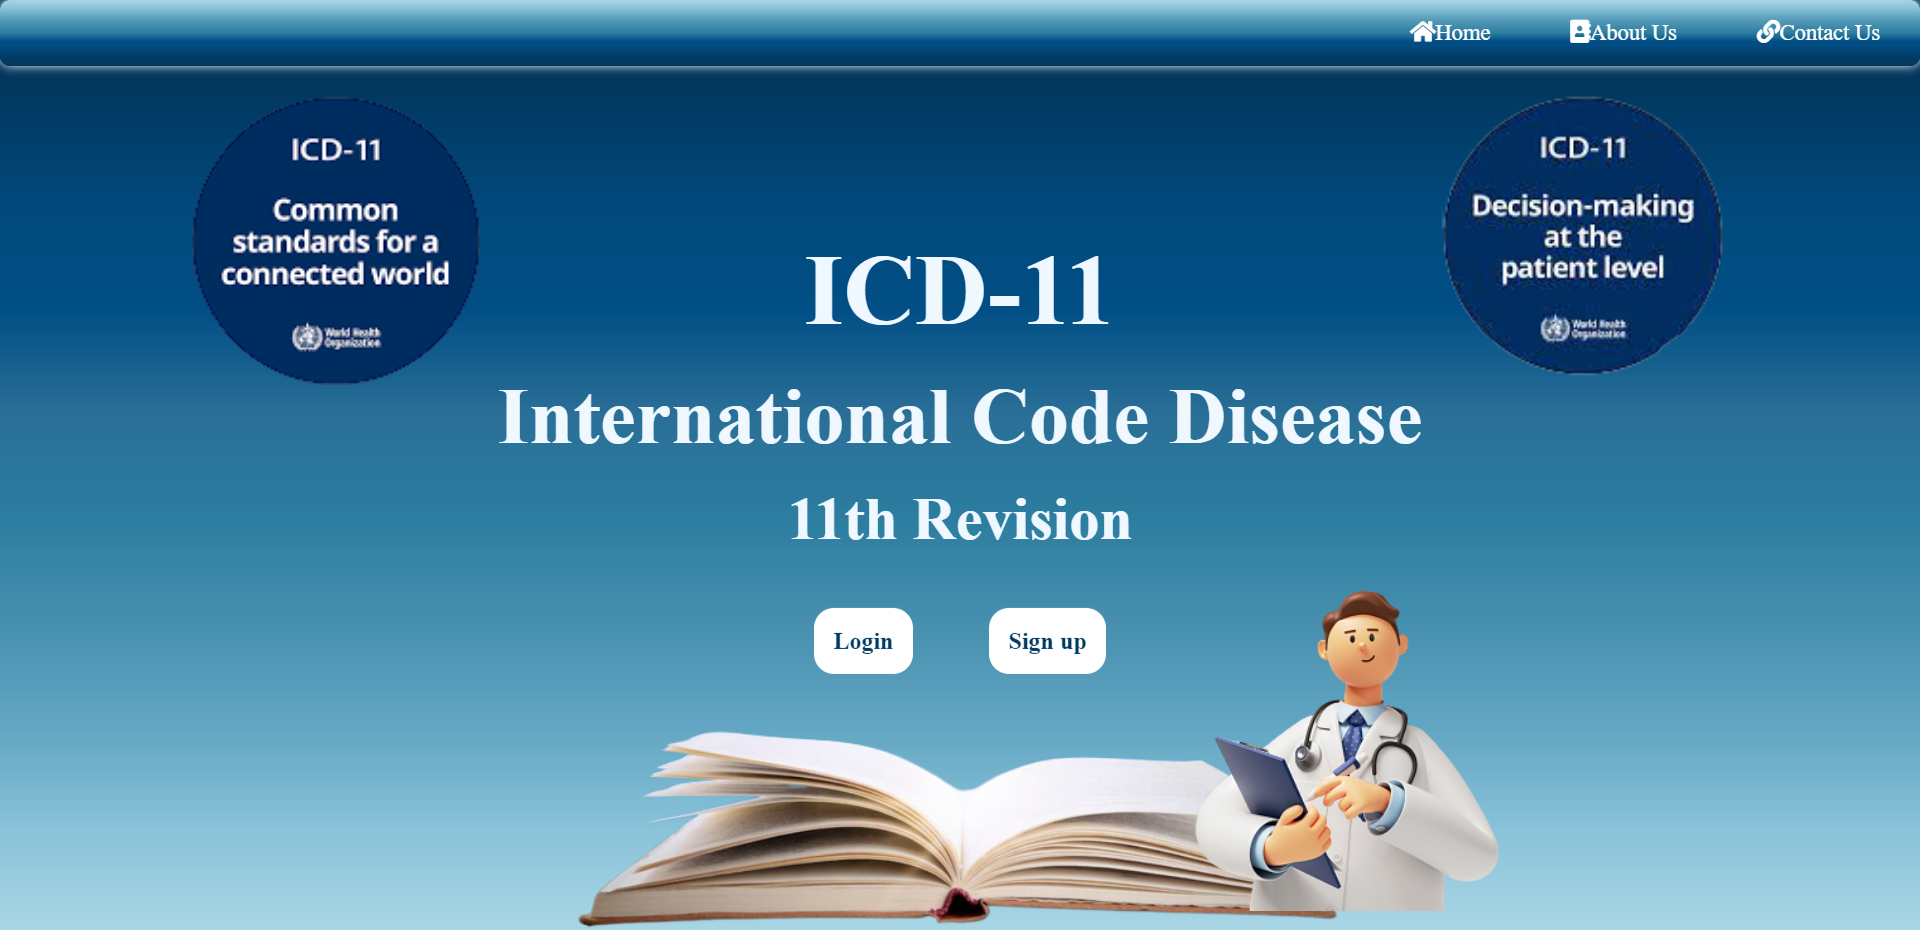 Home
About Us
Contact Us
ICD-11
Common
standards for a
connected world
World Health
Organization
ICD-11
Decision-making
at the
patient level
World Health
Organization
ICD-11
International Code Disease
11th Revision
Login
Sign up